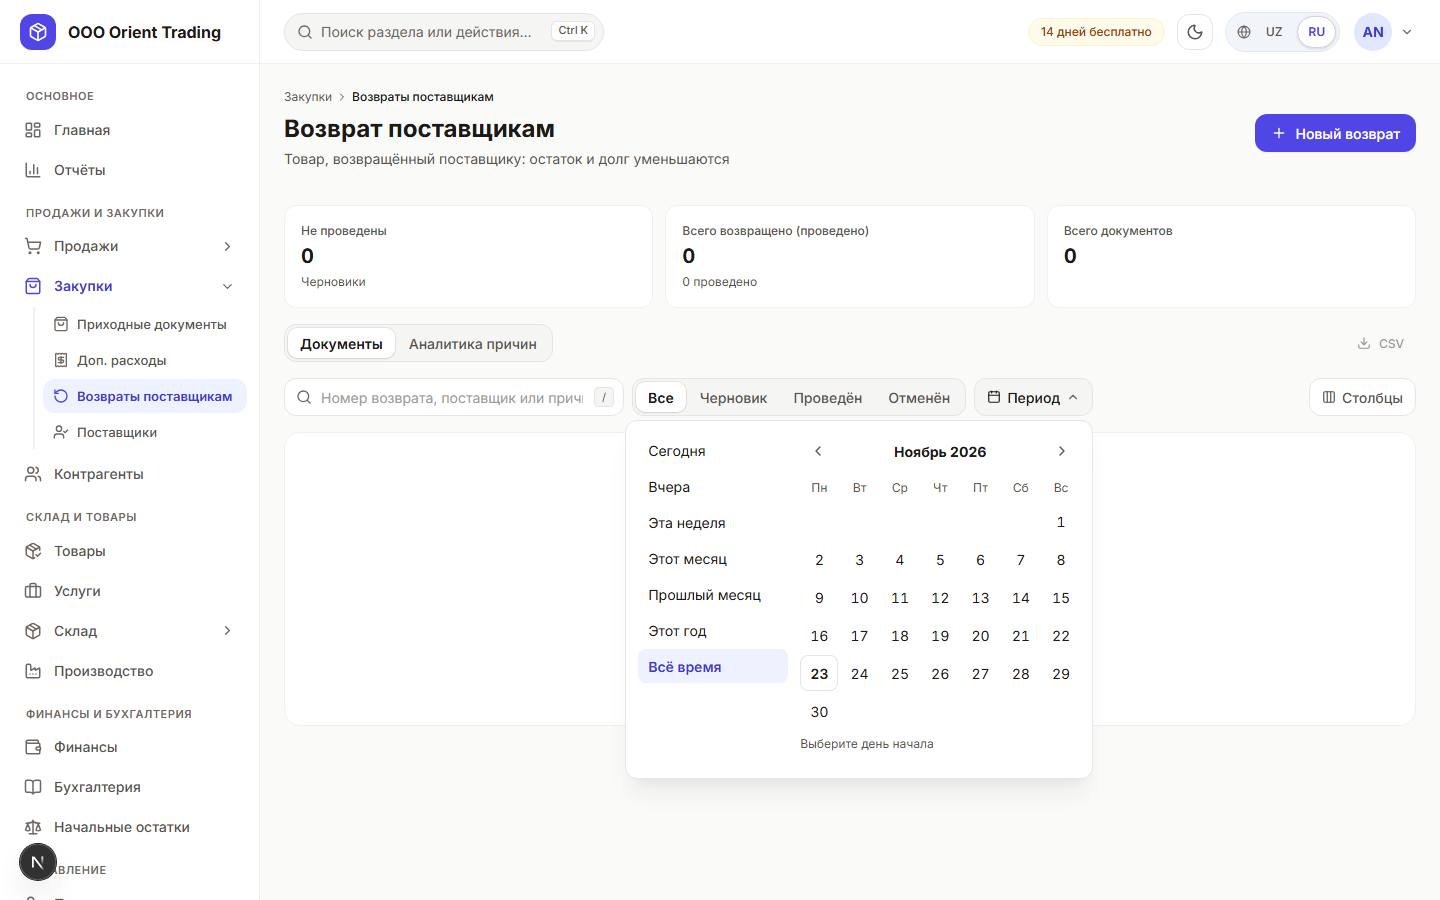 ООО Orient Trading
Поиск раздела или действия...
Ctrl K
14 дней бесплатно
UZ
RU
AN
ОСНОВНОЕ
Главная
Отчёты
ПРОДАЖИ И ЗАКУПКИ
Продажи
Закупки
Приходные документы
Доп. расходы
Возвраты поставщикам
Поставщики
Контрагенты
СКЛАД И ТОВАРЫ
Товары
Услуги
Склад
Производство
ФИНАНСЫ И БУХГАЛТЕРИЯ
Финансы
Бухгалтерия
Начальные остатки
N
Закупки
Возвраты поставщикам
Возврат поставщикам
Товар, возвращённый поставщику: остаток и долг уменьшаются
Новый возврат
Не проведены
0
Черновики
Всего возвращено (проведено)
0
0 проведено
Всего документов
0
Документы
Аналитика причин
CSV
Номер возврата, поставщик или
/
Все
Черновик
Проведён
Отменён
Период
Столбцы
Сегодня
Вчера
Эта неделя
Этот месяц
Прошлый месяц
Этот год
Всё время
Ноябрь 2026
Пн Вт Ср Чт Пт Сб Вс
1
2 3 4 5 6 7 8
9 10 11 12 13 14 15
16 17 18 19 20 21 22
23 24 25 26 27 28 29
30
Выберите день начала